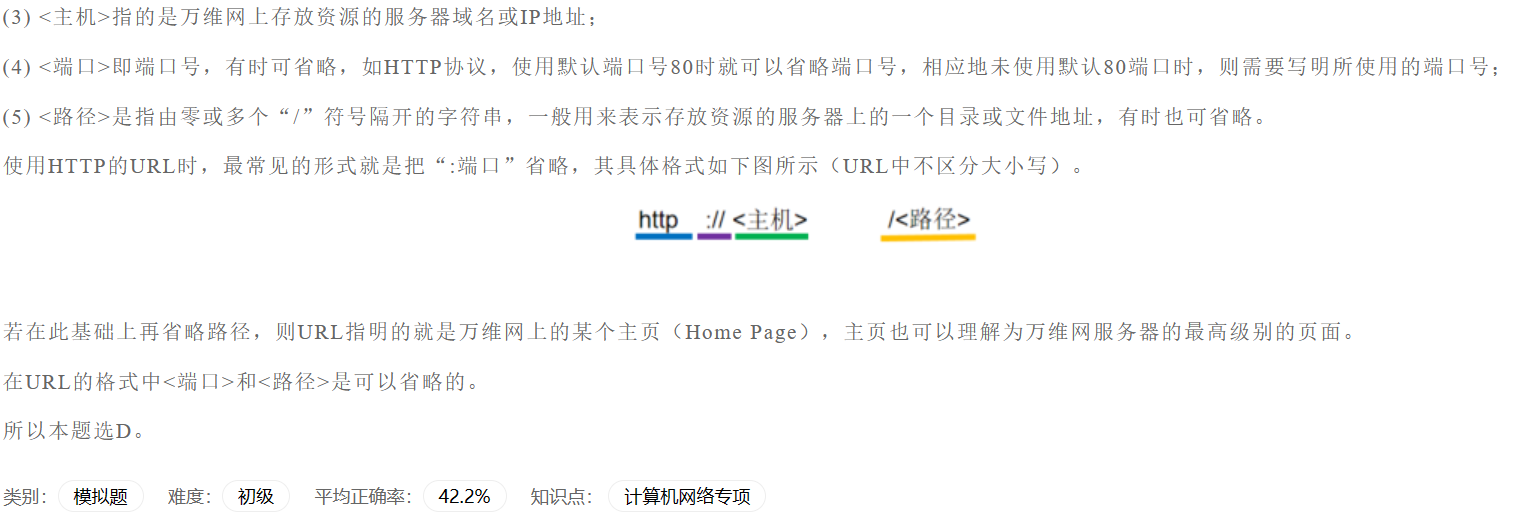 (3) <主机>指的是万维网上存放资源的服务器域名或IP地址；
(4) <端口>即端口号，有时可省略，如HTTP协议，使用默认端口号80时就可以省略端口号，相应地未使用默认80端口时，则需要写明所使用的端口号；
(5) <路径>是指由零或多个“/”符号隔开的字符串，一般用来表示存放资源的服务器上的一个目录或文件地址，有时也可省略。
使用HTTP的URL时，最常见的形式就是把“:端口”省略，其具体格式如下图所示（URL中不区分大小写）。
http :// <主机> /<路径>
若在此基础上再省略路径，则URL指明的就是万维网上的某个主页（Home Page），主页也可以理解为万维网服务器的最高级别的页面。
在URL的格式中<端口>和<路径>是可以省略的。
所以本题选D。
类别： 模拟题 难度： 初级 平均正确率： 42.2% 知识点： 计算机网络专项